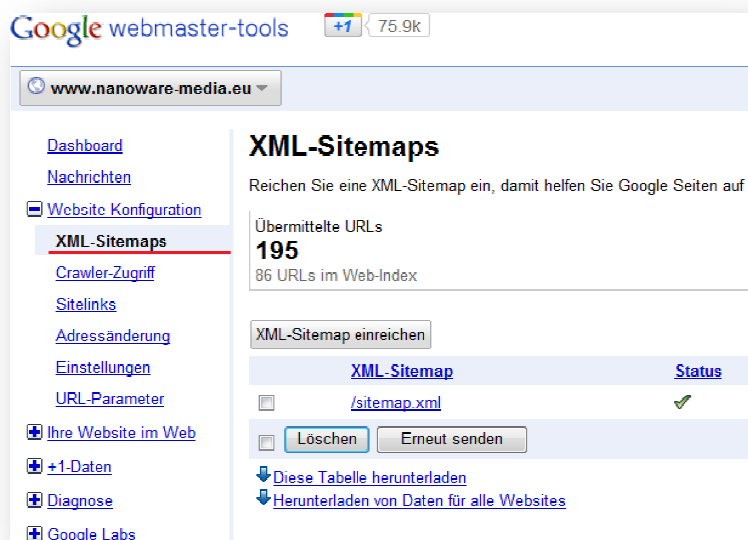 Google webmaster-tools +1 75.9k
www.nanoware-media.eu
Dashboard
Nachrichten
Website Konfiguration
XML-Sitemaps
Crawler-Zugriff
Sitelinks
Adressänderung
Einstellungen
URL-Parameter
Ihre Website im Web
+1-Daten
Diagnose
Google Labs
XML-Sitemaps
Reichen Sie eine XML-Sitemap ein, damit helfen Sie Google Seiten auf
Übermittelte URLs
195
86 URLs im Web-Index
XML-Sitemap einreichen
XML-Sitemap Status
/sitemap.xml
Löschen Erneut senden
Diese Tabelle herunterladen
Herunterladen von Daten für alle Websites